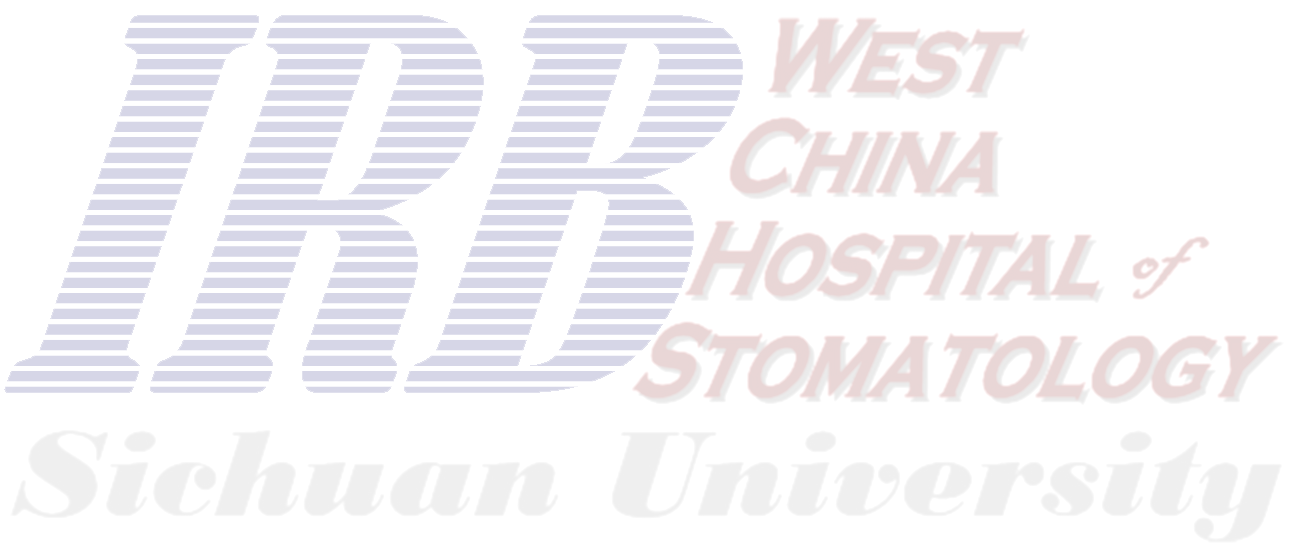 IRB
WEST
CHINA
HOSPITAL of
STOMATOLOGY
Sichuan University